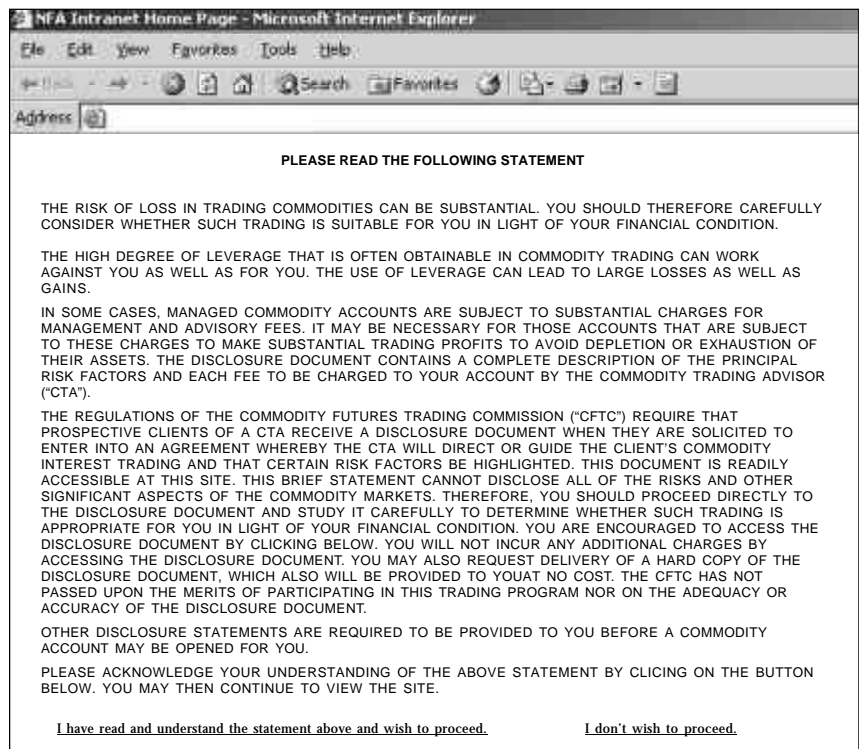 NFA Intranet Home Page - Microsoft Internet Explorer
File Edit View Favorites Tools Help
Back Search Favorites
Address
PLEASE READ THE FOLLOWING STATEMENT
THE RISK OF LOSS IN TRADING COMMODITIES CAN BE SUBSTANTIAL. YOU SHOULD THEREFORE CAREFULLY
CONSIDER WHETHER SUCH TRADING IS SUITABLE FOR YOU IN LIGHT OF YOUR FINANCIAL CONDITION.
THE HIGH DEGREE OF LEVERAGE THAT IS OFTEN OBTAINABLE IN COMMODITY TRADING CAN WORK
AGAINST YOU AS WELL AS FOR YOU. THE USE OF LEVERAGE CAN LEAD TO LARGE LOSSES AS WELL AS
GAINS.
IN SOME CASES, MANAGED COMMODITY ACCOUNTS ARE SUBJECT TO SUBSTANTIAL CHARGES FOR
MANAGEMENT AND ADVISORY FEES. IT MAY BE NECESSARY FOR THOSE ACCOUNTS THAT ARE SUBJECT
TO THESE CHARGES TO MAKE SUBSTANTIAL TRADING PROFITS TO AVOID DEPLETION OR EXHAUSTION OF
THEIR ASSETS. THE DISCLOSURE DOCUMENT CONTAINS A COMPLETE DESCRIPTION OF THE PRINCIPAL
RISK FACTORS AND EACH FEE TO BE CHARGED TO YOUR ACCOUNT BY THE COMMODITY TRADING ADVISOR
(“CTA”).
THE REGULATIONS OF THE COMMODITY FUTURES TRADING COMMISSION (“CFTC”) REQUIRE THAT
PROSPECTIVE CLIENTS OF A CTA RECEIVE A DISCLOSURE DOCUMENT WHEN THEY ARE SOLICITED TO
ENTER INTO AN AGREEMENT WHEREBY THE CTA WILL DIRECT OR GUIDE THE CLIENT'S COMMODITY
INTEREST TRADING AND THAT CERTAIN RISK FACTORS BE HIGHLIGHTED. THIS DOCUMENT IS READILY
ACCESSIBLE AT THIS SITE. THIS BRIEF STATEMENT CANNOT DISCLOSE ALL OF THE RISKS AND OTHER
SIGNIFICANT ASPECTS OF THE COMMODITY MARKETS. THEREFORE, YOU SHOULD PROCEED DIRECTLY TO
THE DISCLOSURE DOCUMENT AND STUDY IT CAREFULLY TO DETERMINE WHETHER SUCH TRADING IS
APPROPRIATE FOR YOU IN LIGHT OF YOUR FINANCIAL CONDITION. YOU ARE ENCOURAGED TO ACCESS THE
DISCLOSURE DOCUMENT BY CLICKING BELOW. YOU WILL NOT INCUR ANY ADDITIONAL CHARGES BY
ACCESSING THE DISCLOSURE DOCUMENT. YOU MAY ALSO REQUEST DELIVERY OF A HARD COPY OF THE
DISCLOSURE DOCUMENT, WHICH ALSO WILL BE PROVIDED TO YOUAT NO COST. THE CFTC HAS NOT
PASSED UPON THE MERITS OF PARTICIPATING IN THIS TRADING PROGRAM NOR ON THE ADEQUACY OR
ACCURACY OF THE DISCLOSURE DOCUMENT.
OTHER DISCLOSURE STATEMENTS ARE REQUIRED TO BE PROVIDED TO YOU BEFORE A COMMODITY
ACCOUNT MAY BE OPENED FOR YOU.
PLEASE ACKNOWLEDGE YOUR UNDERSTANDING OF THE ABOVE STATEMENT BY CLICING ON THE BUTTON
BELOW. YOU MAY THEN CONTINUE TO VIEW THE SITE.
I have read and understand the statement above and wish to proceed. I don't wish to proceed.